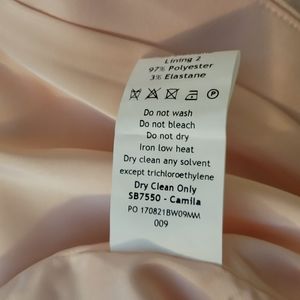 Lining 2
97% Polyester
3% Elastane
Do not wash
Do not bleach
Do not dry
Iron low heat
Dry clean any solvent
except trichloroethylene
Dry Clean Only
SB7550 - Camila
PO 170821BW09MM
009